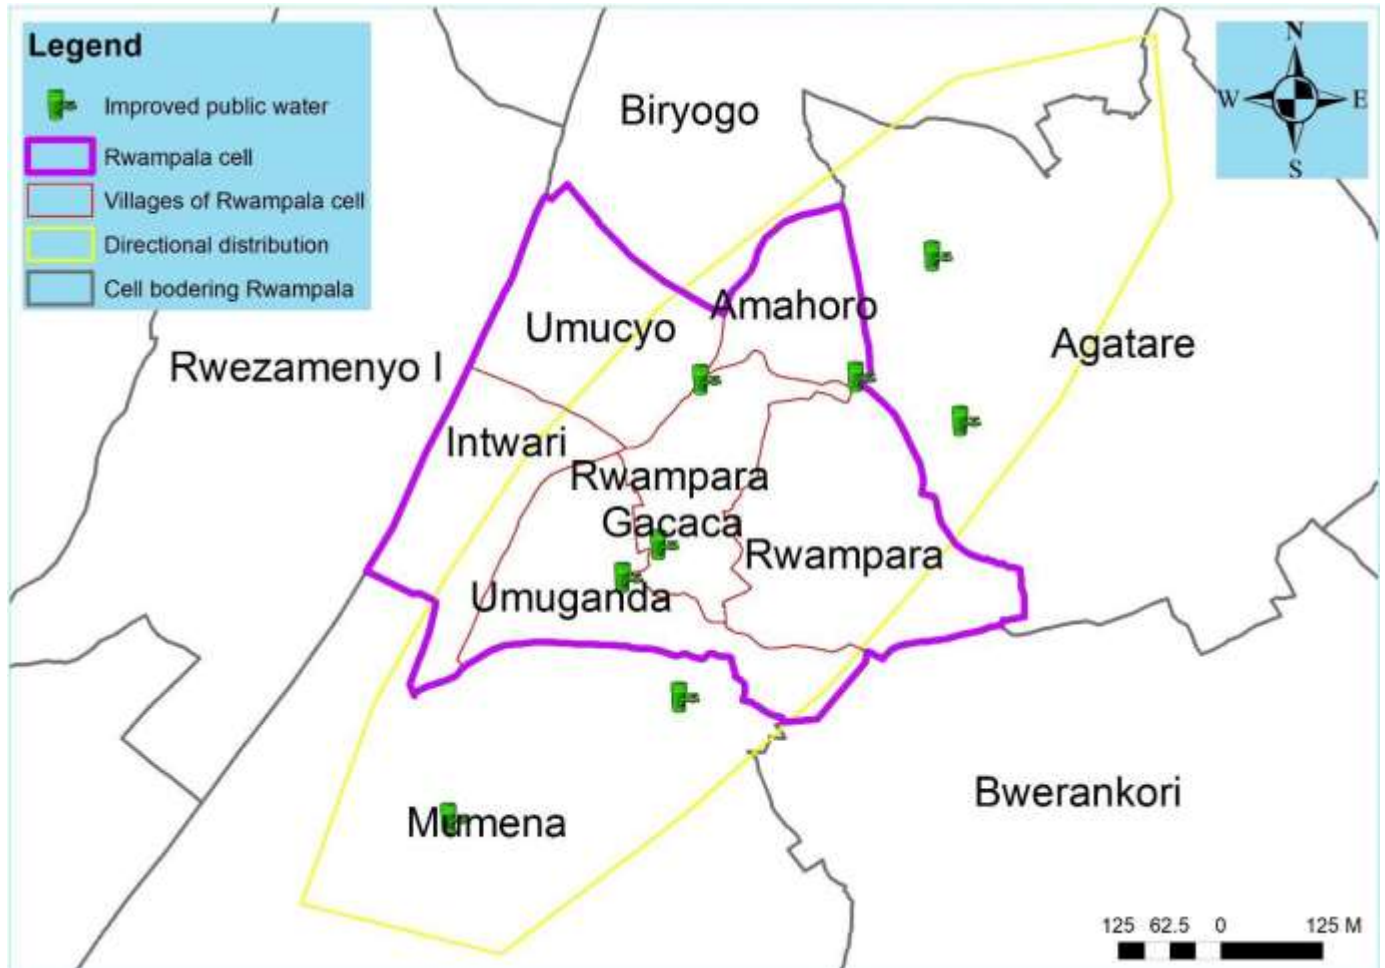 Legend
Improved public water
Rwampala cell
Villages of Rwampala cell
Directional distribution
Cell bodering Rwampala
N
W E
S
Biryogo
Amahoro
Umucyo
Agatare
Rwezamenyo I
Intwari
Rwampara
Gacaca
Rwampara
Umuganda
Bwerankori
Mumena
125 62.5 0 125 M